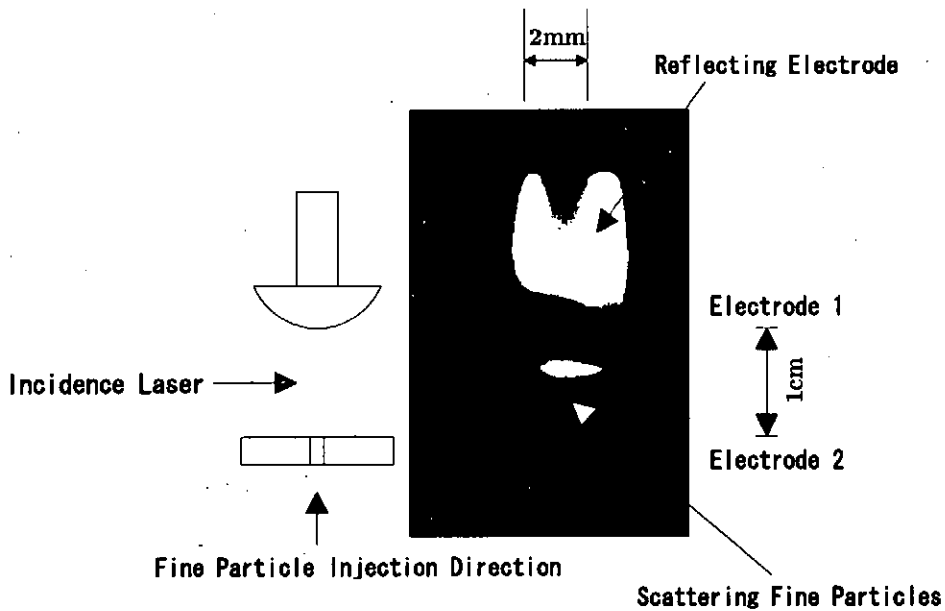 2mm
Reflecting Electrode
Electrode 1
Incidence Laser
1cm
Electrode 2
Fine Particle Injection Direction
Scattering Fine Particles